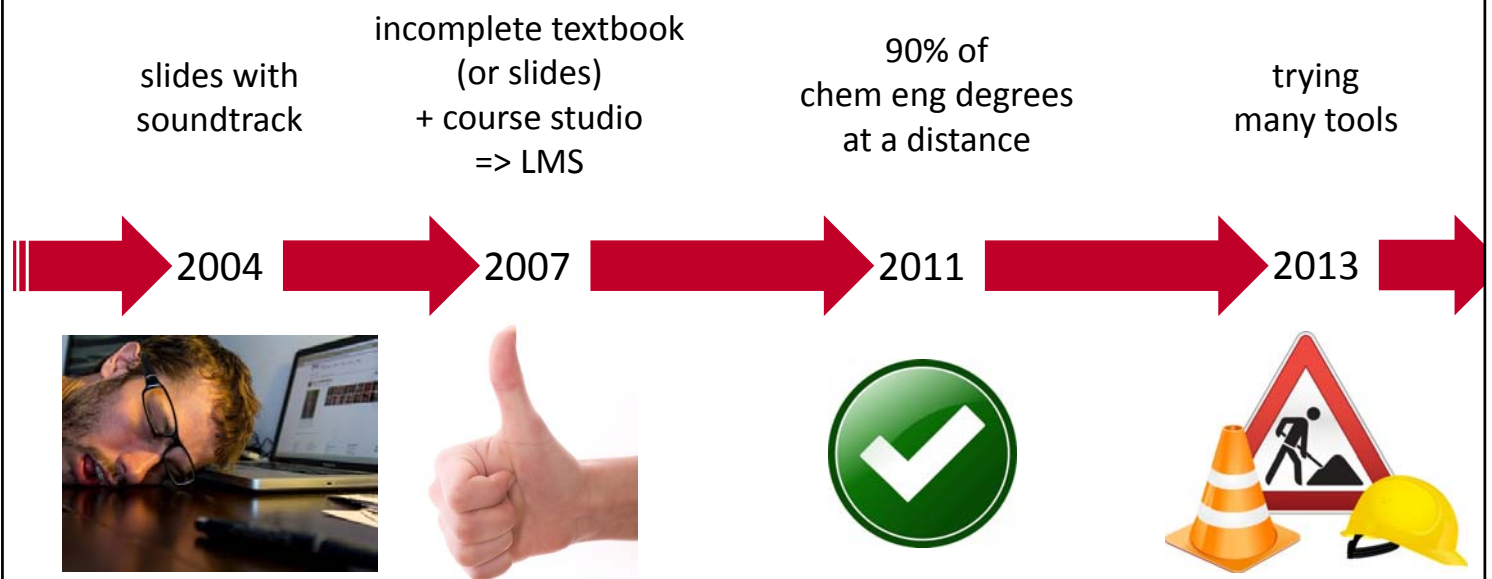 slides with
soundtrack
incomplete textbook
(or slides)
+ course studio
=> LMS
90% of
chem eng degrees
at a distance
trying
many tools
2004
2007
2011
2013